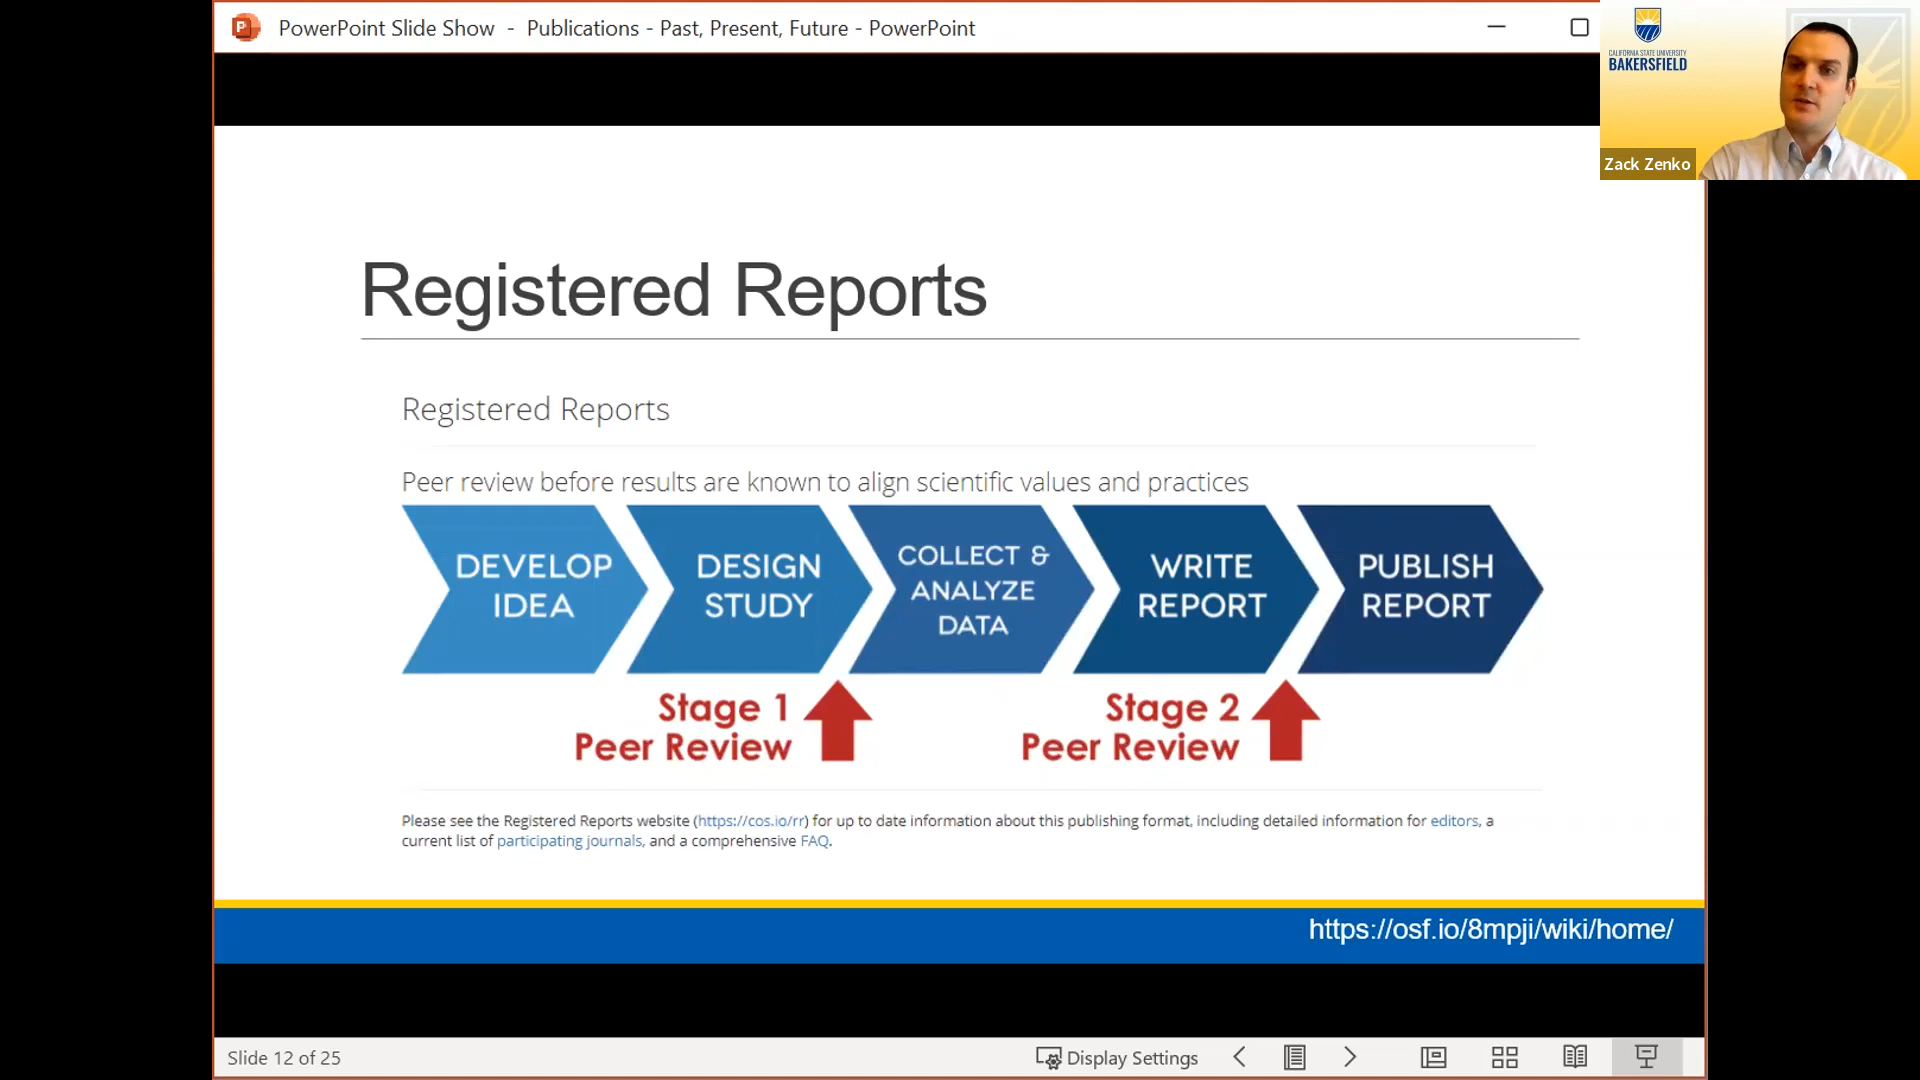 PowerPoint Slide Show - Publications - Past, Present, Future - PowerPoint
CALIFORNIA STATE UNIVERSITY
BAKERSFIELD
Zack Zenko
Registered Reports
Registered Reports
Peer review before results are known to align scientific values and practices
DEVELOP
IDEA
DESIGN
STUDY
COLLECT &
ANALYZE
DATA
WRITE
REPORT
PUBLISH
REPORT
Stage 1
Peer Review
Stage 2
Peer Review
Please see the Registered Reports website (https://cos.io/rr) for up to date information about this publishing format, including detailed information for editors, a
current list of participating journals, and a comprehensive FAQ.
https://osf.io/8mpji/wiki/home/
Slide 12 of 25
Display Settings